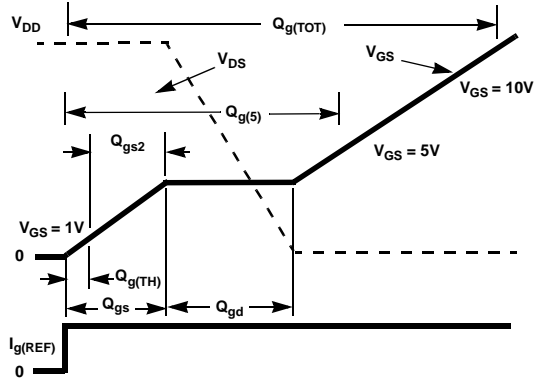 V_DD
Q_g(TOT)
V_DS
V_GS
V_GS = 10V
Q_g(5)
Q_gs2
V_GS = 5V
V_GS = 1V
0
Q_g(TH)
Q_gs
Q_gd
I_g(REF)
0